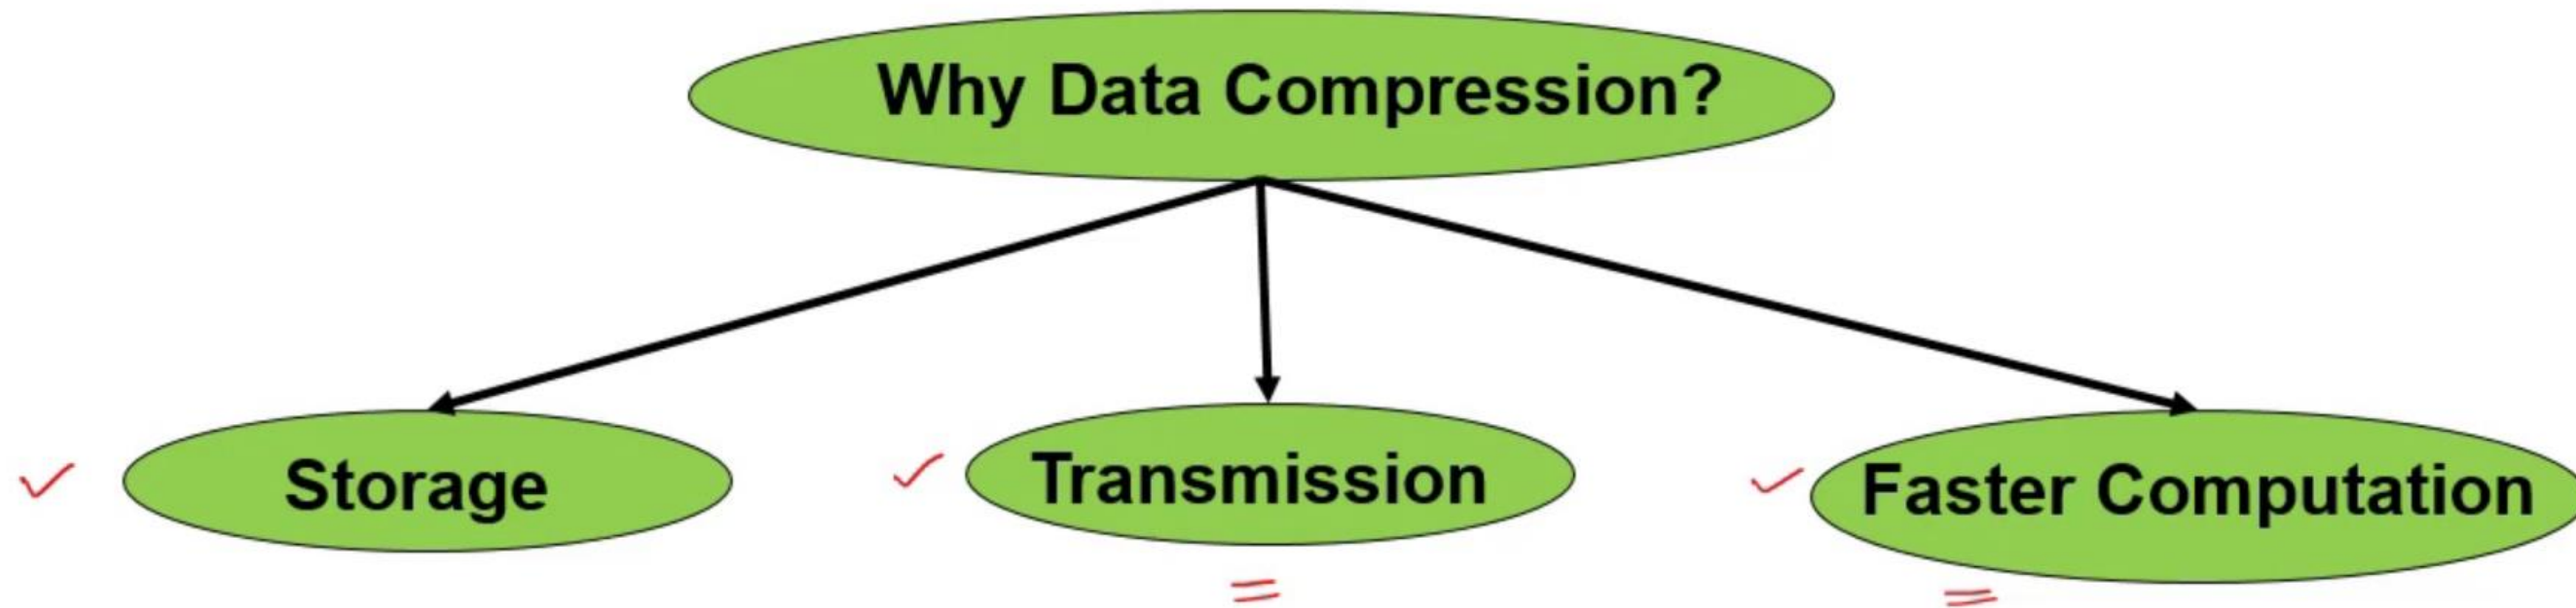 Why Data Compression?
Storage
Transmission
Faster Computation